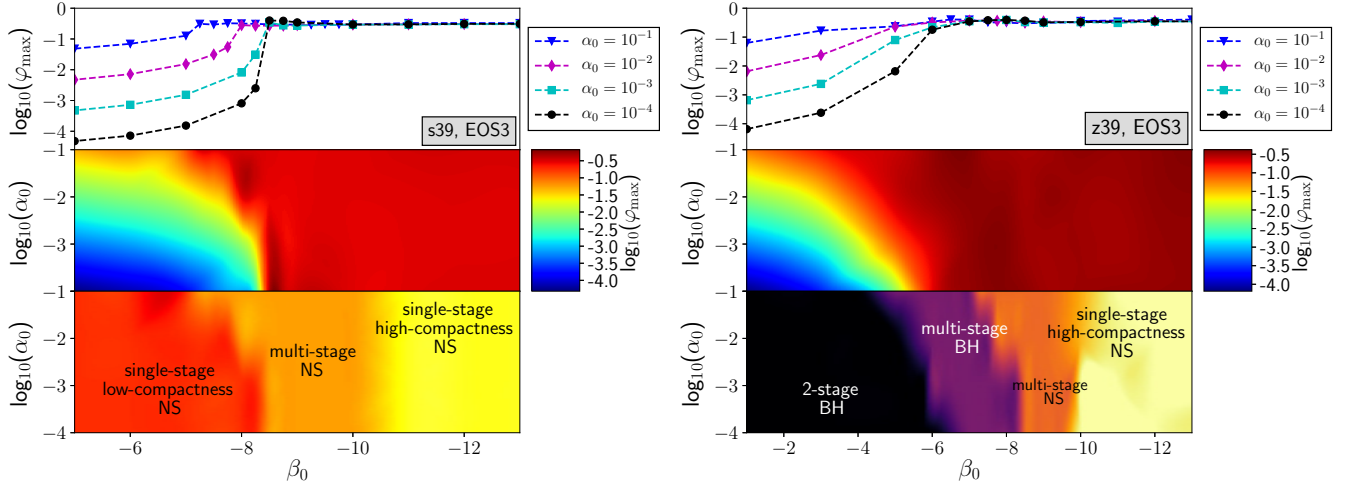 0
−1
−2
−3
−4
log₁₀(φ_max)
s39, EOS3
α₀ = 10⁻¹
α₀ = 10⁻²
α₀ = 10⁻³
α₀ = 10⁻⁴
−1
−2
−3
log₁₀(α₀)
-0.5
-1.0
-1.5
-2.0
-2.5
-3.0
-3.5
-4.0
log₁₀(φ_max)
−1
−2
−3
−4
log₁₀(α₀)
single-stage
low-compactness
NS
multi-stage
NS
single-stage
high-compactness
NS
−6
−8
−10
−12
β₀
0
−1
−2
−3
−4
log₁₀(φ_max)
z39, EOS3
α₀ = 10⁻¹
α₀ = 10⁻²
α₀ = 10⁻³
α₀ = 10⁻⁴
−1
−2
−3
log₁₀(α₀)
-0.5
-1.0
-1.5
-2.0
-2.5
-3.0
-3.5
-4.0
log₁₀(φ_max)
−1
−2
−3
−4
log₁₀(α₀)
2-stage
BH
multi-stage
BH
multi-stage
NS
single-stage
high-compactness
NS
−2
−4
−6
−8
−10
−12
β₀